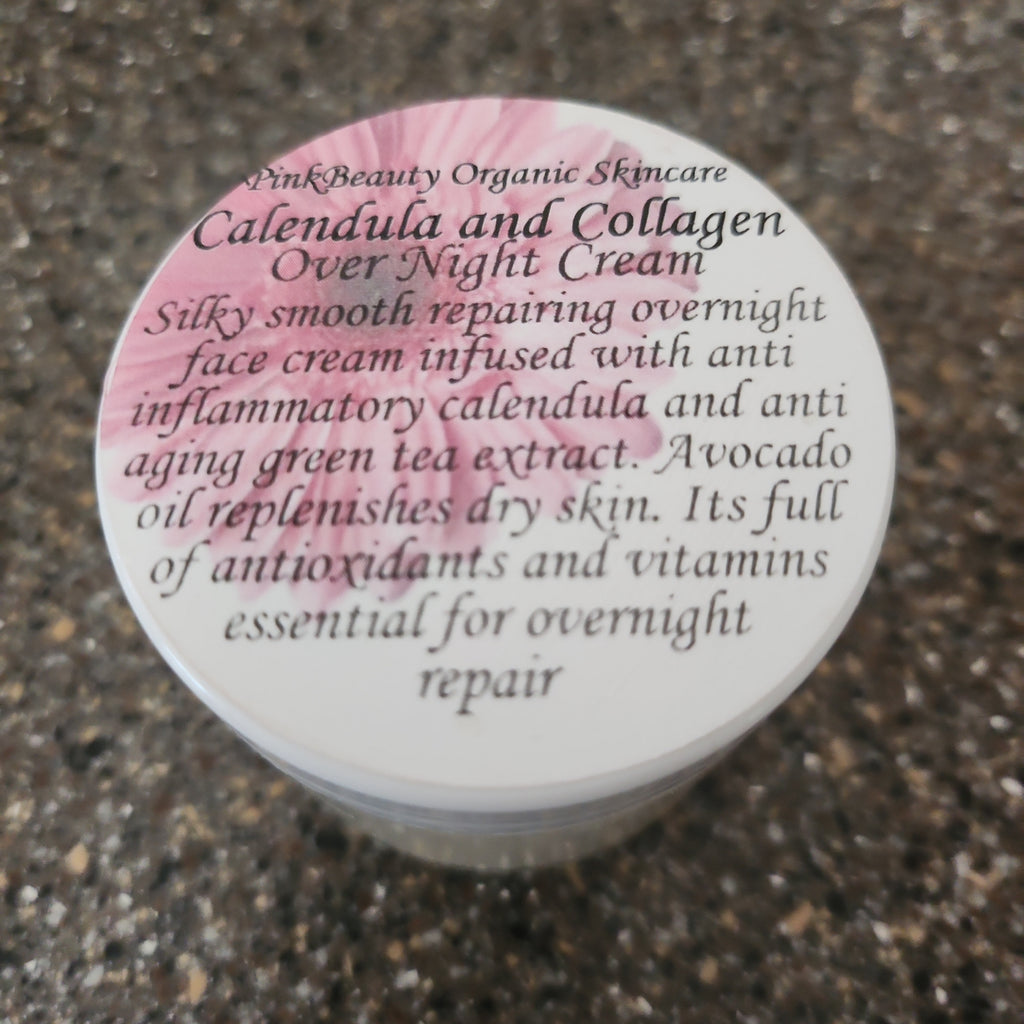 PinkBeauty Organic Skincare
Calendula and Collagen
Over Night Cream
Silky smooth repairing overnight
face cream infused with anti
inflammatory calendula and anti
aging green tea extract. Avocado
oil replenishes dry skin. Its full
of antioxidants and vitamins
essential for overnight
repair